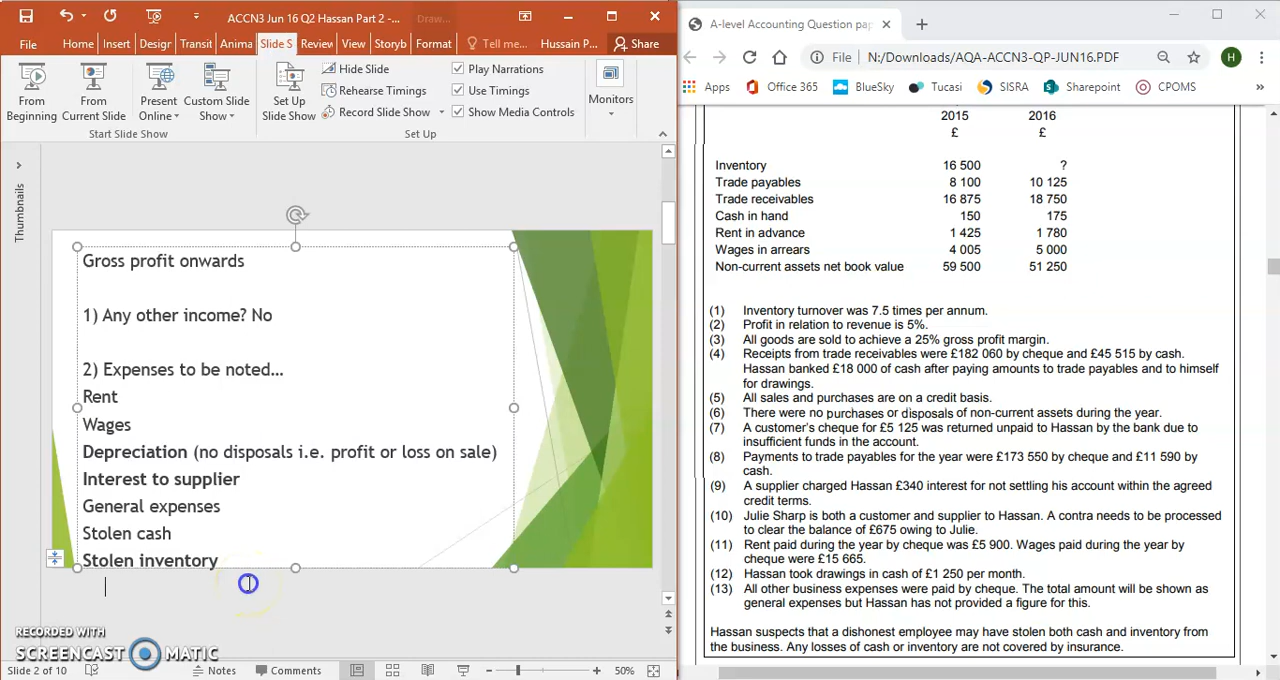 ACCN3 Jun 16 Q2 Hassan Part 2 -...
Draw...
File
Home
Insert
Desigr
Transit
Anima
Slide S
Review
View
Storyb
Format
Tell me...
Hussain P...
Share
From
Beginning
From
Current Slide
Present
Online
Custom Slide
Show
Set Up
Slide Show
Hide Slide
Rehearse Timings
Record Slide Show
Play Narrations
Use Timings
Show Media Controls
Monitors
Start Slide Show
Set Up
Thumbnails
Gross profit onwards
1) Any other income? No
2) Expenses to be noted...
Rent
Wages
Depreciation (no disposals i.e. profit or loss on sale)
Interest to supplier
General expenses
Stolen cash
Stolen inventory
RECORDED WITH
SCREENCAST MATIC
Slide 2 of 10
Notes
Comments
50%
A-level Accounting Question pap
File
N:/Downloads/AQA-ACCN3-QP-JUN16.PDF
H
Apps
Office 365
BlueSky
Tucasi
SISRA
Sharepoint
CPOMS
»
2015 2016
£ £
Inventory 16 500 ?
Trade payables 8 100 10 125
Trade receivables 16 875 18 750
Cash in hand 150 175
Rent in advance 1 425 1 780
Wages in arrears 4 005 5 000
Non-current assets net book value 59 500 51 250
(1) Inventory turnover was 7.5 times per annum.
(2) Profit in relation to revenue is 5%.
(3) All goods are sold to achieve a 25% gross profit margin.
(4) Receipts from trade receivables were £182 060 by cheque and £45 515 by cash.
Hassan banked £18 000 of cash after paying amounts to trade payables and to himself
for drawings.
(5) All sales and purchases are on a credit basis.
(6) There were no purchases or disposals of non-current assets during the year.
(7) A customer's cheque for £5 125 was returned unpaid to Hassan by the bank due to
insufficient funds in the account.
(8) Payments to trade payables for the year were £173 550 by cheque and £11 590 by
cash.
(9) A supplier charged Hassan £340 interest for not settling his account within the agreed
credit terms.
(10) Julie Sharp is both a customer and supplier to Hassan. A contra needs to be processed
to clear the balance of £675 owing to Julie.
(11) Rent paid during the year by cheque was £5 900. Wages paid during the year by
cheque were £15 665.
(12) Hassan took drawings in cash of £1 250 per month.
(13) All other business expenses were paid by cheque. The total amount will be shown as
general expenses but Hassan has not provided a figure for this.
Hassan suspects that a dishonest employee may have stolen both cash and inventory from
the business. Any losses of cash or inventory are not covered by insurance.